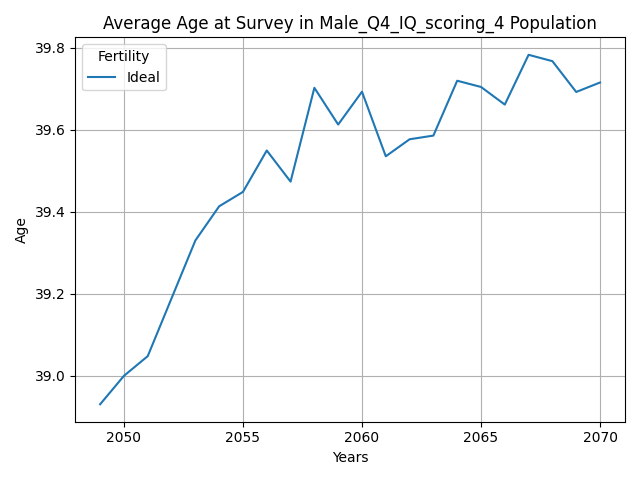 Average Age at Survey in Male_Q4_IQ_scoring_4 Population
39.8
39.6
39.4
39.2
39.0
Age
Fertility
Ideal
2050 2055 2060 2065 2070
Years